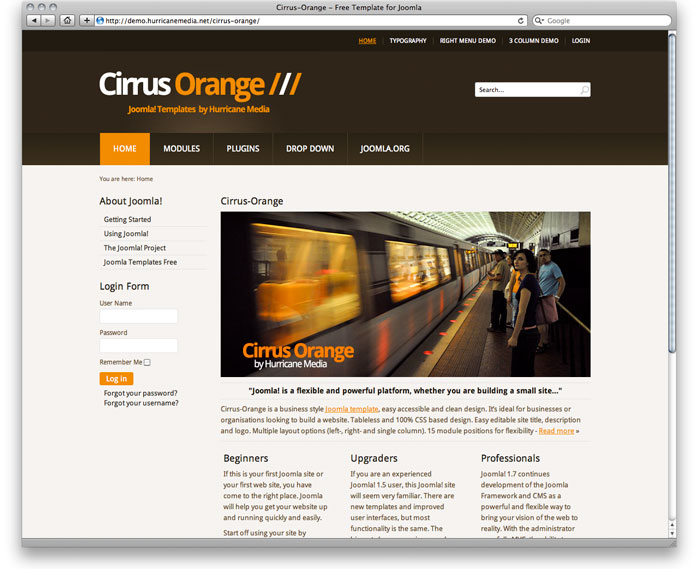 Cirrus-Orange – Free Template for Joomla
http://demo.hurricanemedia.net/cirrus-orange/
Google
HOME TYPOGRAPHY RIGHT MENU DEMO 3 COLUMN DEMO LOGIN
Cirrus Orange ///
Joomla! Templates by Hurricane Media
Search...
HOME MODULES PLUGINS DROP DOWN JOOMLA.ORG
You are here: Home
About Joomla!
Getting Started
Using Joomla!
The Joomla! Project
Joomla Templates Free
Login Form
User Name
Password
Remember Me
Log in
Forgot your password?
Forgot your username?
Cirrus-Orange
Cirrus Orange
by Hurricane Media
"Joomla! is a flexible and powerful platform, whether you are building a small site..."
Cirrus-Orange is a business style Joomla template, easy accessible and clean design. It's ideal for businesses or
organisations looking to build a website. Tableless and 100% CSS based design. Easy editable site title, description
and logo. Multiple layout options (left-, right- and single column). 15 module positions for flexibility - Read more »
Beginners
If this is your first Joomla site or
your first web site, you have
come to the right place. Joomla
will help you get your website up
and running quickly and easily.
Start off using your site by
Upgraders
If you are an experienced
Joomla! 1.5 user, this Joomla! site
will seem very familiar. There are
new templates and improved
user interfaces, but most
functionality is the same. The
Professionals
Joomla! 1.7 continues
development of the Joomla
Framework and CMS as a
powerful and flexible way to
bring your vision of the web to
reality. With the administrator